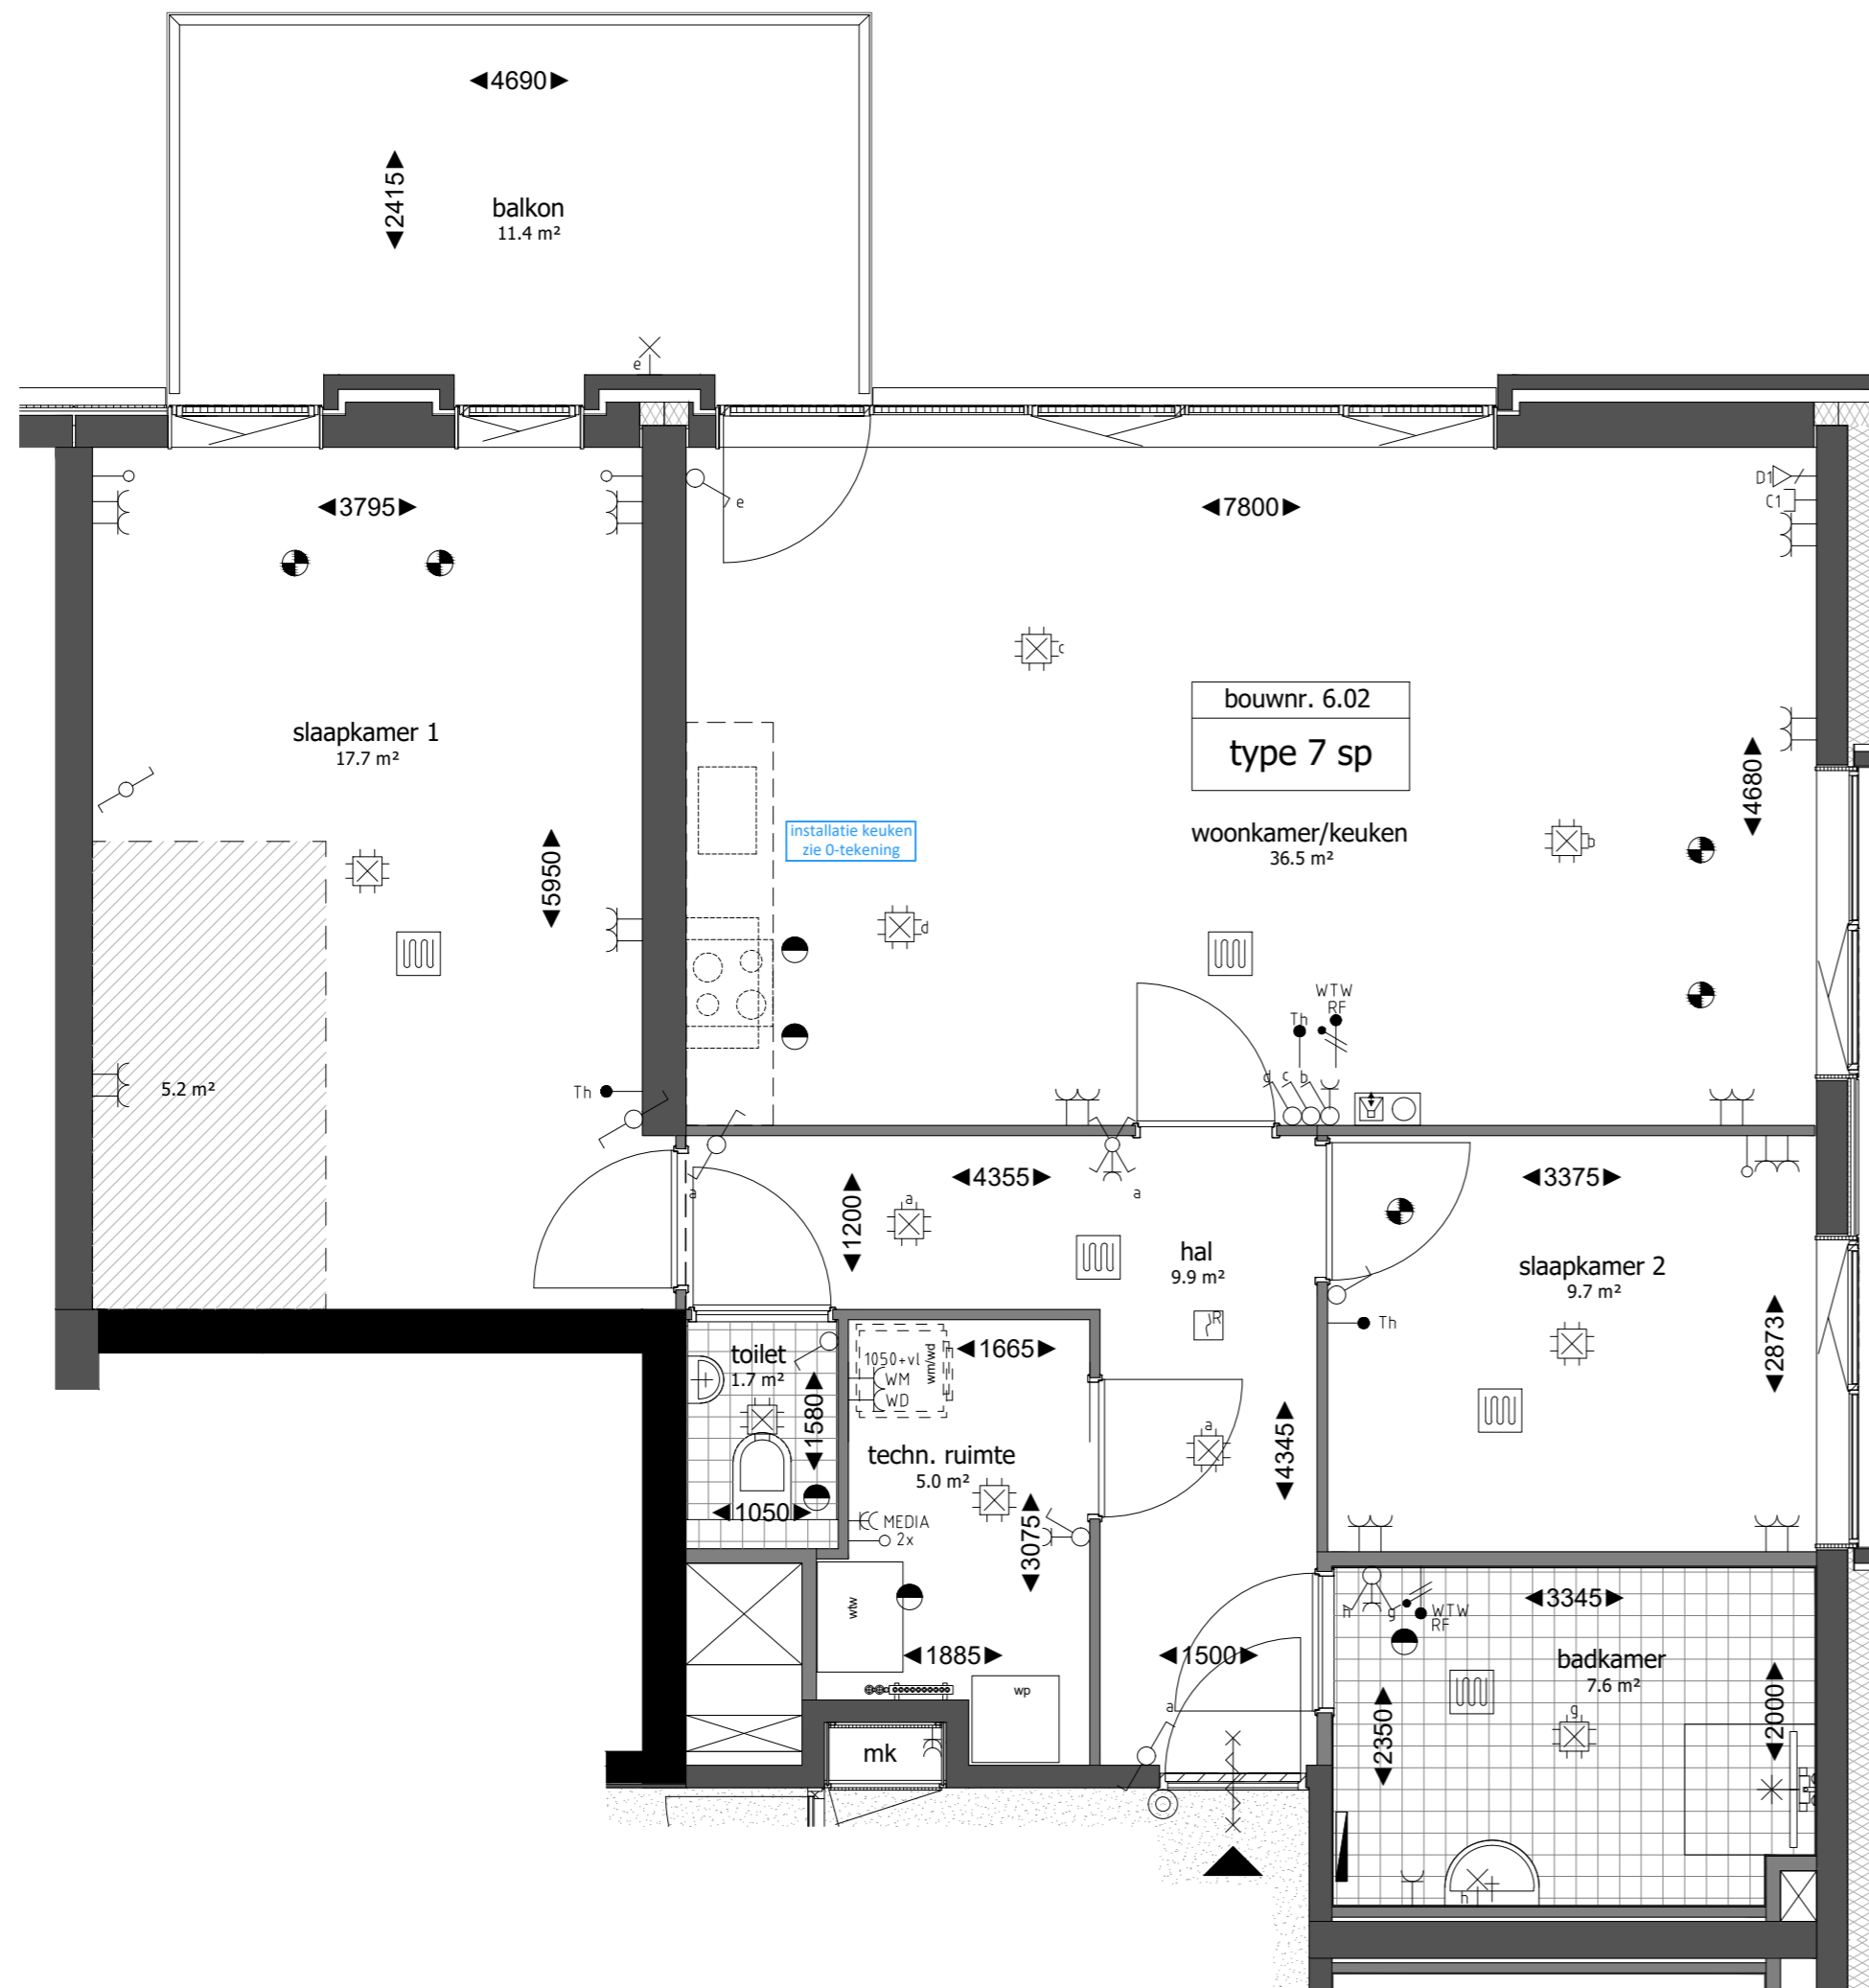 ◄4690►
◄2415►
balkon
11.4 m²
e
◄3795►
e
◄7800►
D1
C1
c
bouwnr. 6.02
type 7 sp
slaapkamer 1
17.7 m²
◄4680►
installatie keuken
zie 0-tekening
woonkamer/keuken
36.5 m²
b
◄5950►
d
WTW
RF
Th
d c b
5.2 m²
Th
a
◄4355►
a
◄3375►
a
◄1200►
hal
9.9 m²
slaapkamer 2
9.7 m²
R
Th
◄2873►
toilet
1.7 m²
1050+vl
WM
WD
wm/wd
◄1665►
◄1580►
a
◄4345►
techn. ruimte
5.0 m²
◄1050►
MEDIA
2x
◄3075►
wtw
h
g
WTW
RF
◄3345►
◄1885►
◄1500►
badkamer
7.6 m²
wp
a
g
◄2350►
◄2000►
mk
h